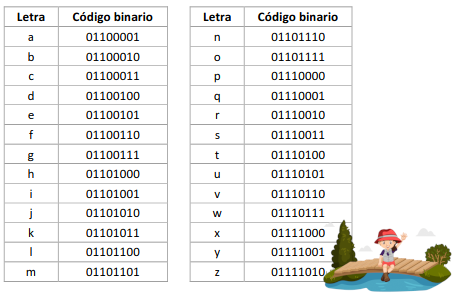 Letra Código binario
a 01100001
b 01100010
c 01100011
d 01100100
e 01100101
f 01100110
g 01100111
h 01101000
i 01101001
j 01101010
k 01101011
l 01101100
m 01101101
Letra Código binario
n 01101110
o 01101111
p 01110000
q 01110001
r 01110010
s 01110011
t 01110100
u 01110101
v 01110110
w 01110111
x 01111000
y 01111001
z 01111010